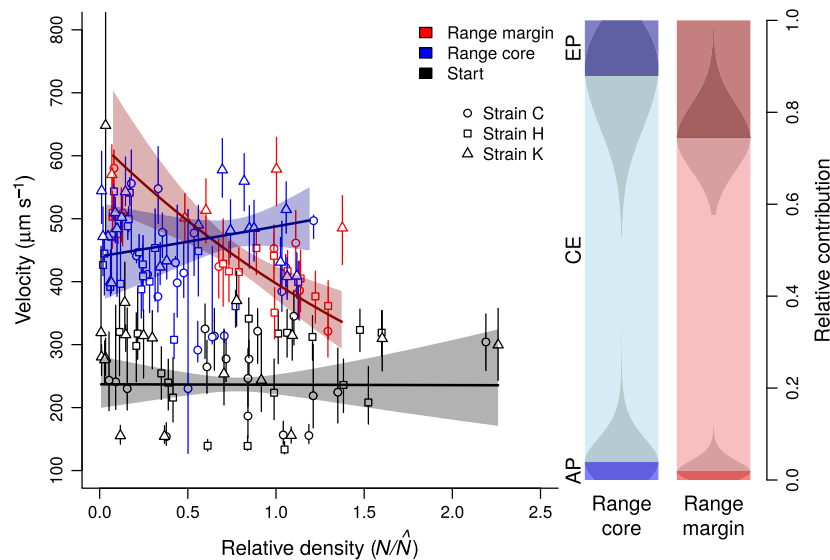 Range margin
Range core
Start
Strain C
Strain H
Strain K
Velocity (μm s⁻¹)
100
200
300
400
500
600
700
800
0.0
0.5
1.0
1.5
2.0
2.5
Relative density (N/N̂)
EP
CE
AP
Range
core
Range
margin
0.0
0.2
0.4
0.6
0.8
1.0
Relative contribution